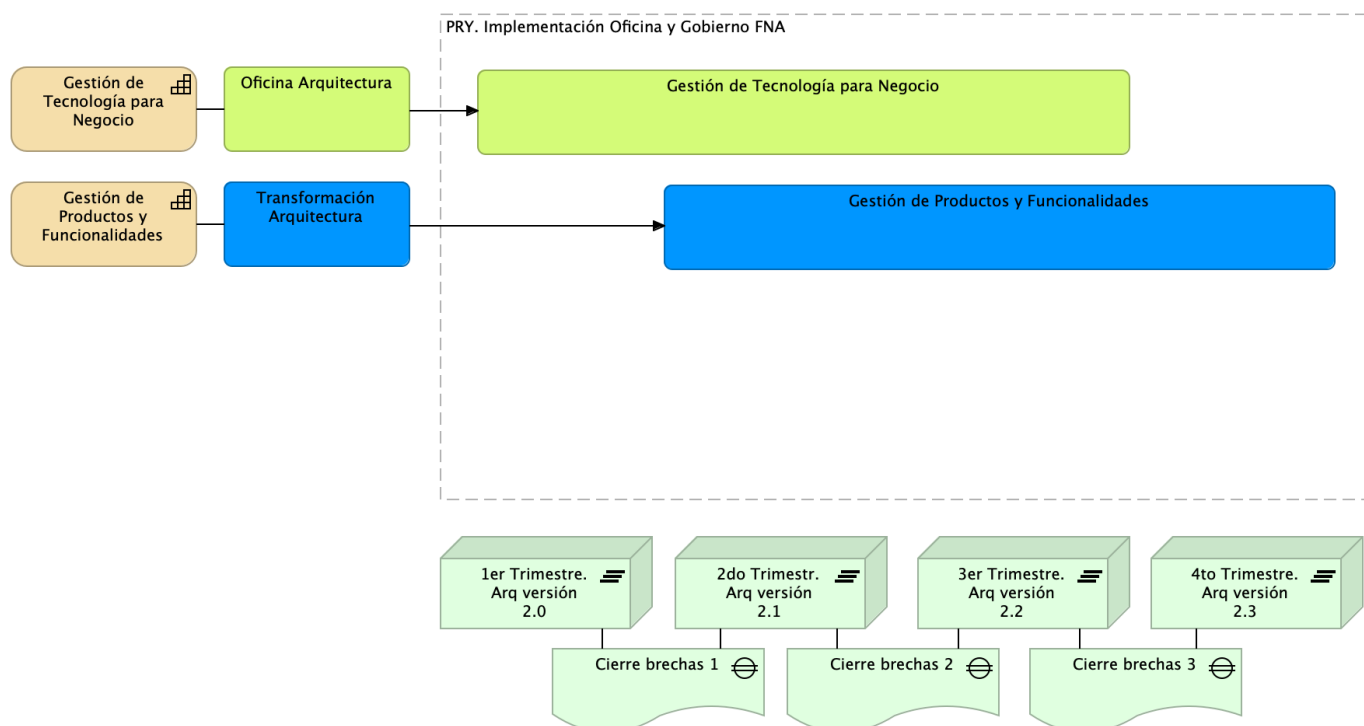 PRY. Implementación Oficina y Gobierno FNA
Gestión de
Tecnología para
Negocio
Oficina Arquitectura
Gestión de Tecnología para Negocio
Gestión de
Productos y
Funcionalidades
Transformación
Arquitectura
Gestión de Productos y Funcionalidades
1er Trimestre.
Arq versión
2.0
2do Trimestr.
Arq versión
2.1
3er Trimestre.
Arq versión
2.2
4to Trimestre.
Arq versión
2.3
Cierre brechas 1
Cierre brechas 2
Cierre brechas 3